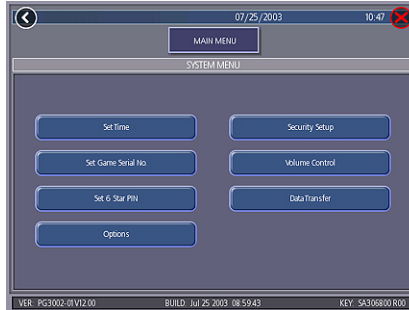 07/25/2003 10:47
MAIN MENU
SYSTEM MENU
Set Time Security Setup
Set Game Serial No. Volume Control
Set 6 Star PIN Data Transfer
Options
VER: PG3002-01V12.00 BUILD: Jul 25 2003 08:59:43 KEY: SA306800 R00